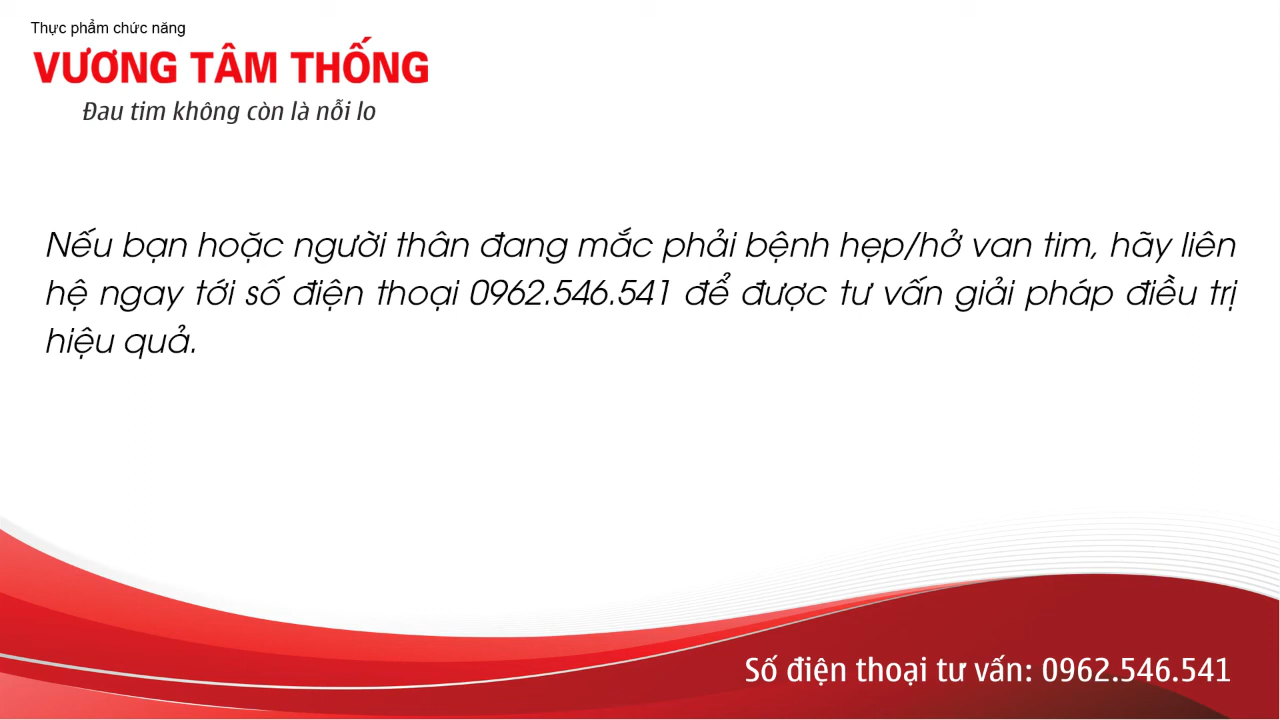 Thực phẩm chức năng
VƯƠNG TÂM THỐNG
Đau tim không còn là nỗi lo
Nếu bạn hoặc người thân đang mắc phải bệnh hẹp/hở van tim, hãy liên
hệ ngay tới số điện thoại 0962.546.541 để được tư vấn giải pháp điều trị
hiệu quả.
Số điện thoại tư vấn: 0962.546.541